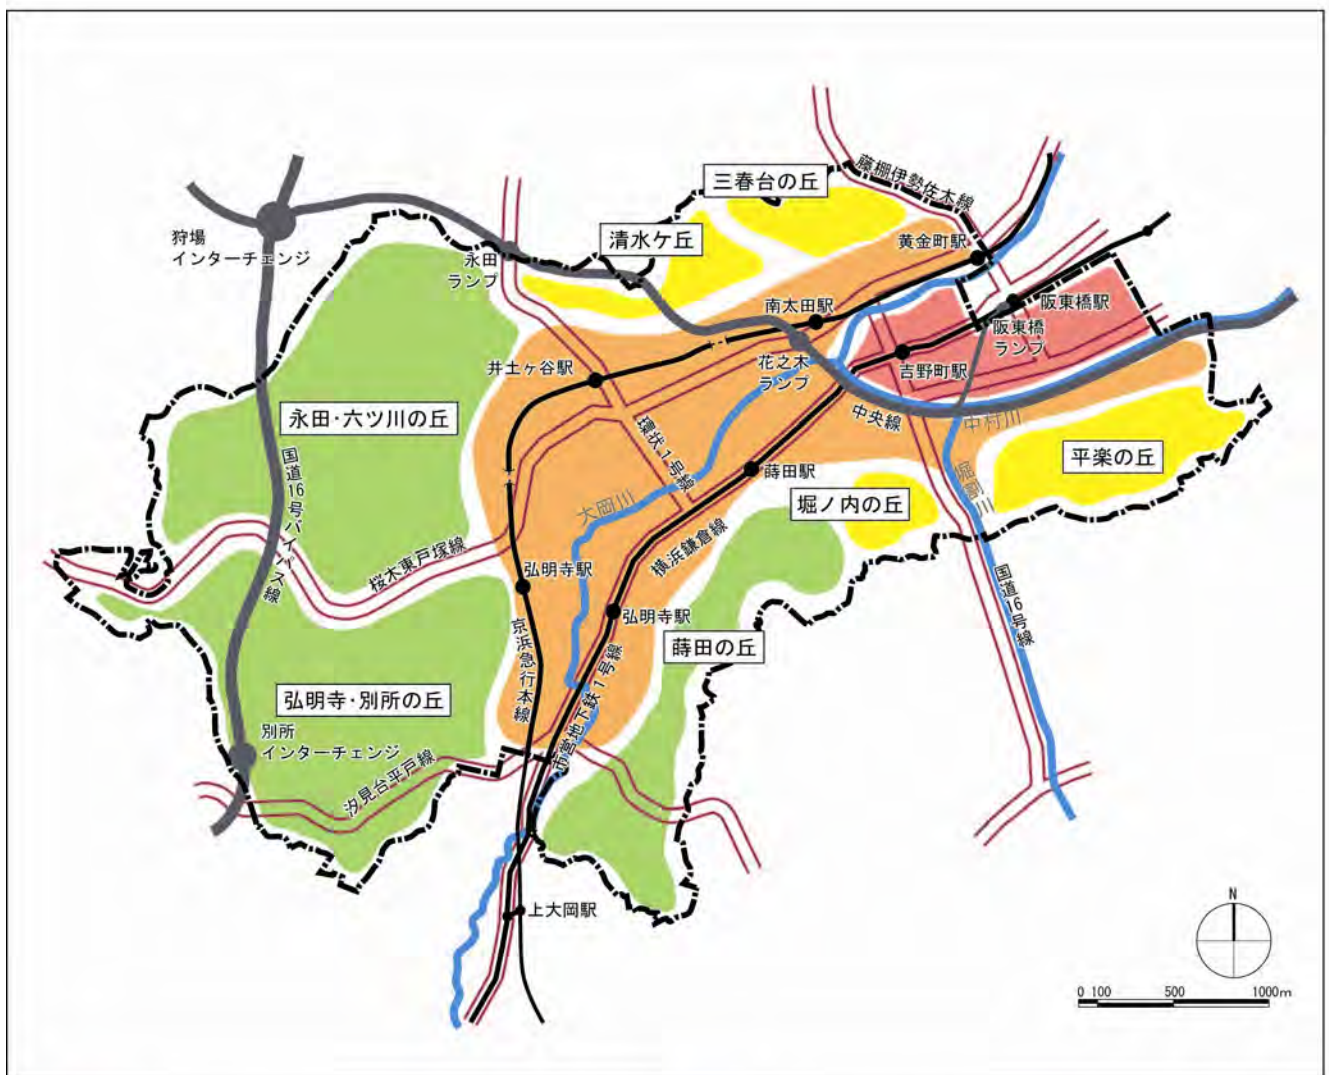 藤棚伊勢佐木線
三春台の丘
清水ケ丘
黄金町駅
狩場
インターチェンジ
永田
ランプ
阪東橋駅
南太田駅
阪東橋
ランプ
井土ヶ谷駅
花之木
ランプ
吉野町駅
永田・六ツ川の丘
環状1号線
中央線
中村川
平楽の丘
国道16号バイパス線
蒔田駅
堀ノ内の丘
堀割川
大岡川
横浜鎌倉線
桜木東戸塚線
弘明寺駅
国道16号線
弘明寺駅
蒔田の丘
京浜急行本線
市営地下鉄1号線
弘明寺・別所の丘
別所
インターチェンジ
汐見台平戸線
上大岡駅
N
0 100 500 1000m